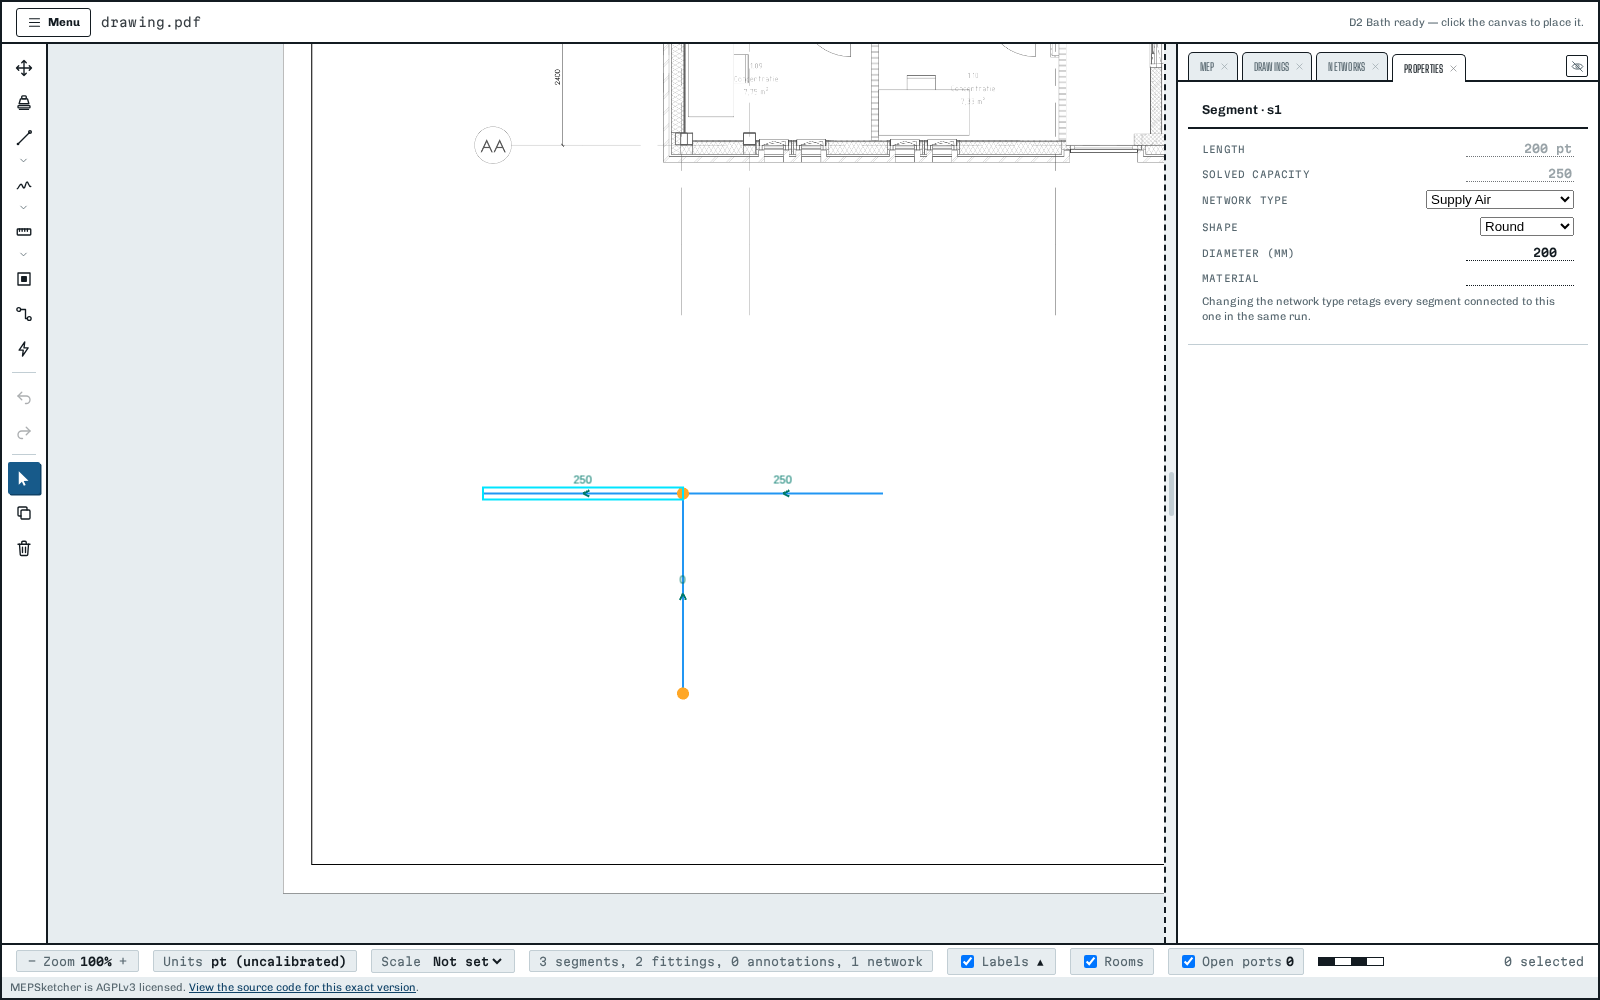 Menu drawing.pdf D2 Bath ready — click the canvas to place it.
MEP DRAWINGS NETWORKS PROPERTIES
Segment · s1
LENGTH 200 pt
SOLVED CAPACITY 250
NETWORK TYPE Supply Air
SHAPE Round
DIAMETER (MM) 200
MATERIAL
Changing the network type retags every segment connected to this
one in the same run.
2400
7,79 m²
AA
250 250
0
− Zoom 100% + Units pt (uncalibrated) Scale Not set 3 segments, 2 fittings, 0 annotations, 1 network Labels ▲ Rooms Open ports 0 0 selected
MEPSketcher is AGPLv3 licensed. View the source code for this exact version.